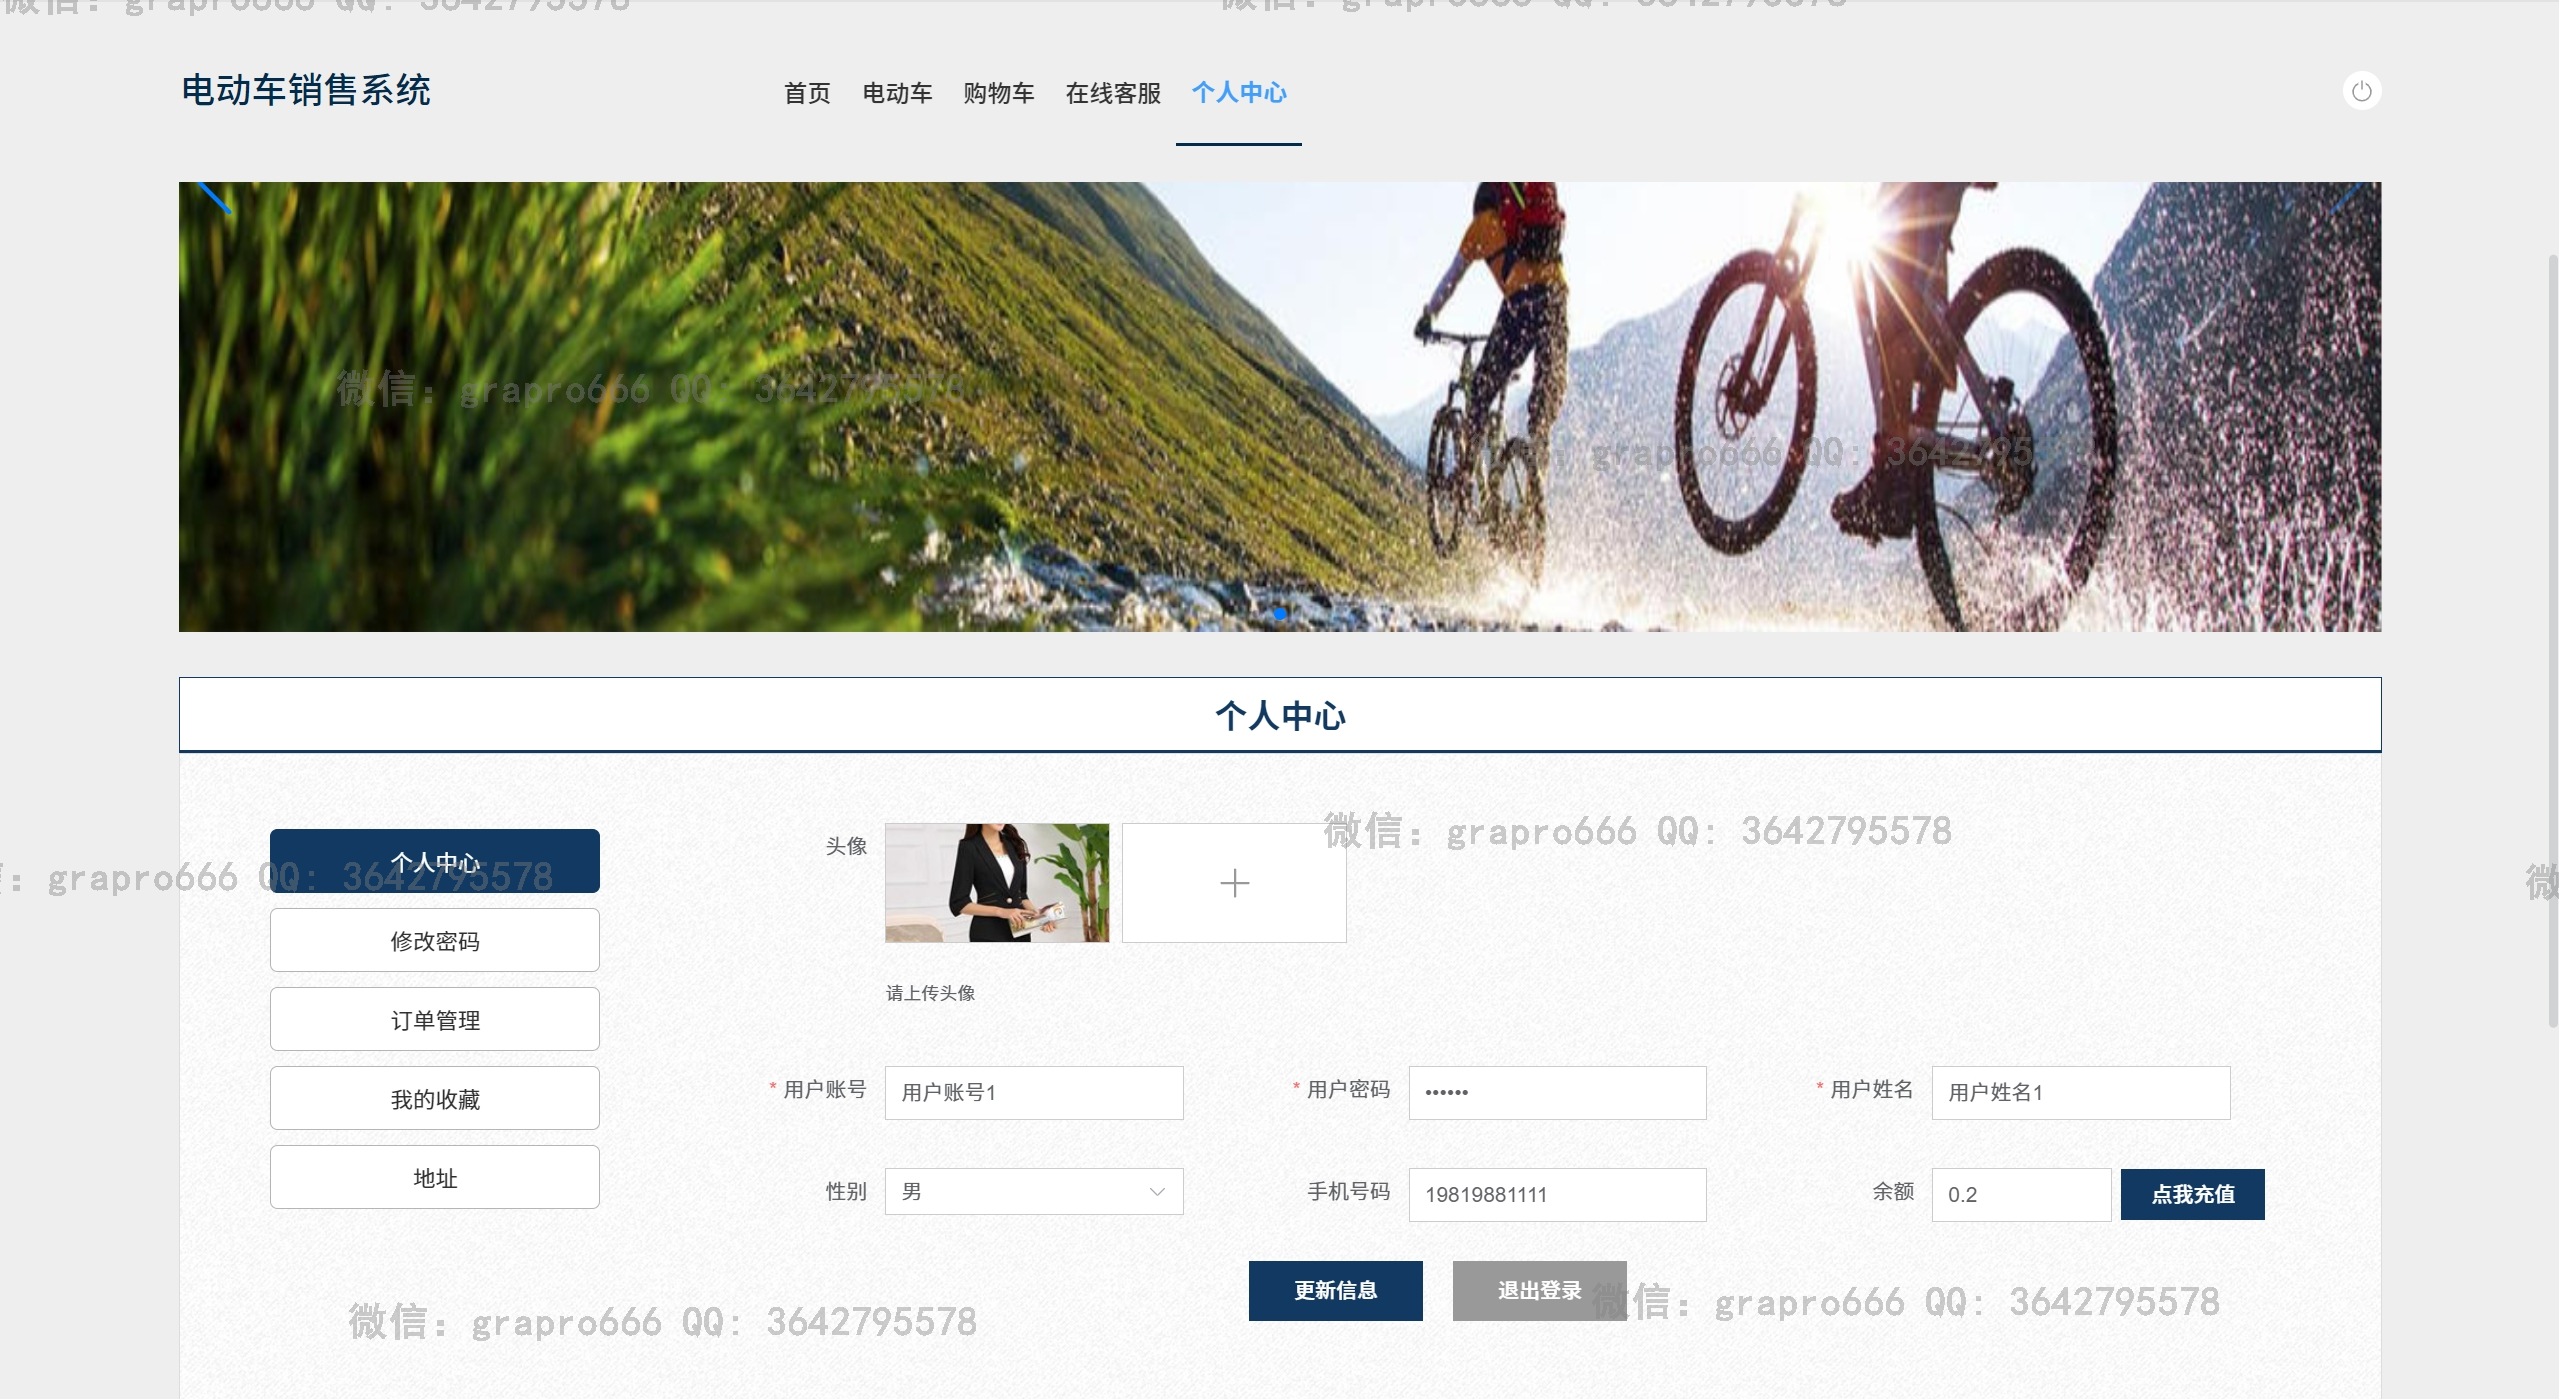 微信: grapro666 QQ: 3642795578
微信: grapro666 QQ: 3642795578
电动车销售系统
首页 电动车 购物车 在线客服 个人中心
微信: grapro666 QQ: 3642795578
grapro666 QQ: 3642795578
个人中心
微信: grapro666 QQ: 3642795578
头像
个人中心
: grapro666 QQ: 3642795578
微
修改密码
请上传头像
订单管理
* 用户账号 用户账号1 * 用户密码 •••••• * 用户姓名 用户姓名1
我的收藏
地址
性别 男 手机号码 19819881111 余额 0.2 点我充值
更新信息 退出登录
微信: grapro666 QQ: 3642795578
微信: grapro666 QQ: 3642795578